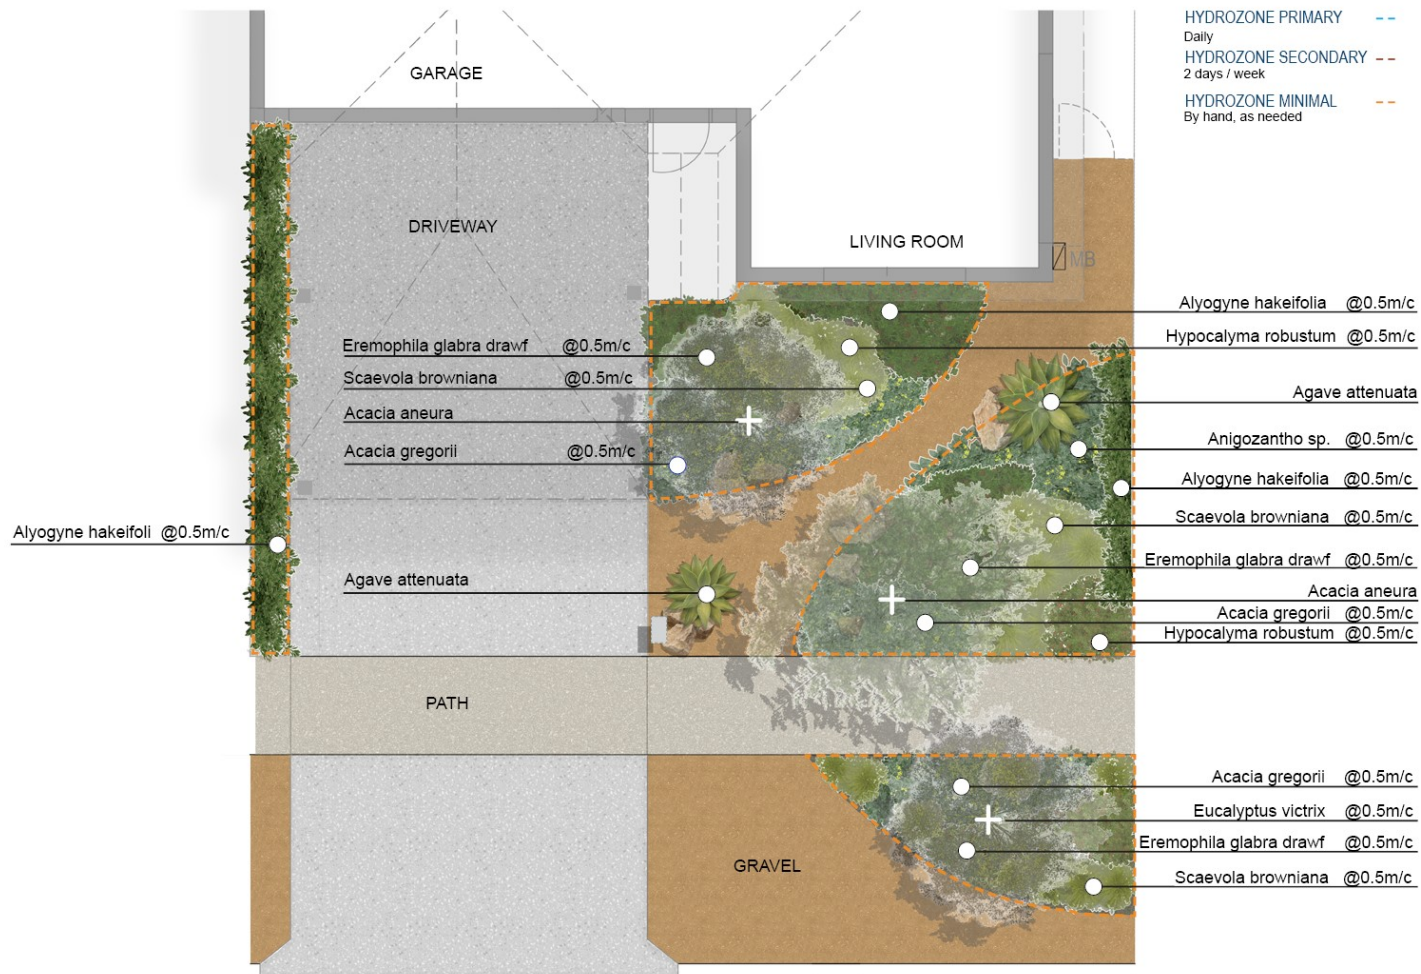 HYDROZONE PRIMARY
Daily
HYDROZONE SECONDARY
2 days / week
HYDROZONE MINIMAL
By hand, as needed
GARAGE
DRIVEWAY
LIVING ROOM
MB
Alyogyne hakeifolia @0.5m/c
Hypocalyma robustum @0.5m/c
Eremophila glabra drawf @0.5m/c
Scaevola browniana @0.5m/c
Acacia aneura
Acacia gregorii @0.5m/c
Agave attenuata
Anigozantho sp. @0.5m/c
Alyogyne hakeifolia @0.5m/c
Scaevola browniana @0.5m/c
Eremophila glabra drawf @0.5m/c
Acacia aneura
Acacia gregorii @0.5m/c
Hypocalyma robustum @0.5m/c
Alyogyne hakeifoli @0.5m/c
Agave attenuata
PATH
Acacia gregorii @0.5m/c
Eucalyptus victrix @0.5m/c
Eremophila glabra drawf @0.5m/c
Scaevola browniana @0.5m/c
GRAVEL